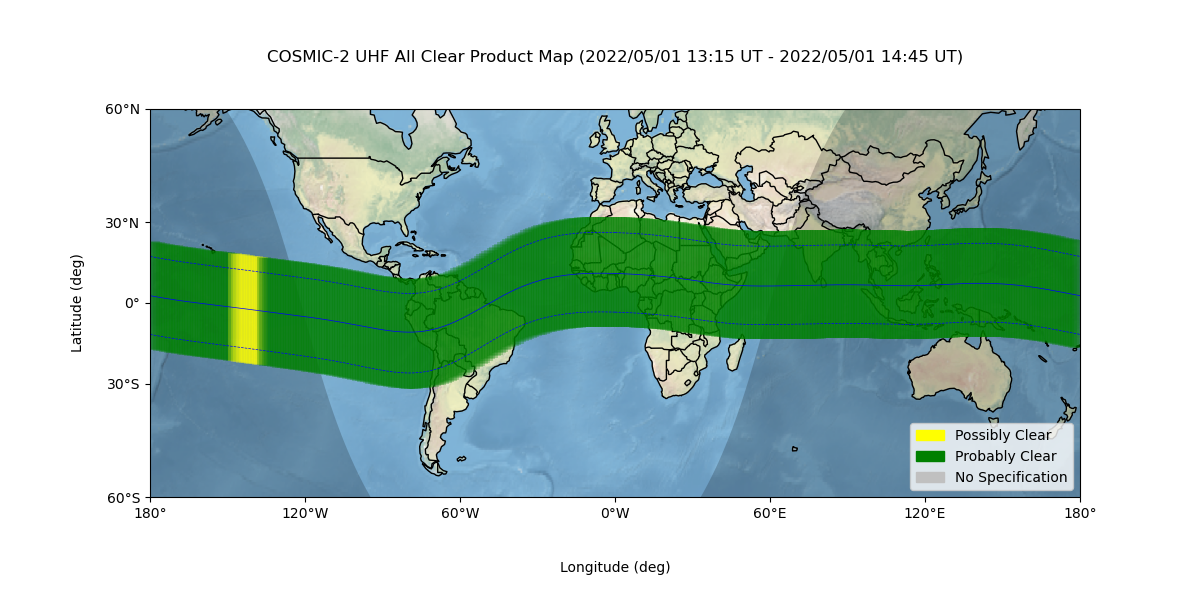 COSMIC-2 UHF All Clear Product Map (2022/05/01 13:15 UT - 2022/05/01 14:45 UT)
60°N
30°N
0°
30°S
60°S
Latitude (deg)
Possibly Clear
Probably Clear
No Specification
180° 120°W 60°W 0°W 60°E 120°E 180°
Longitude (deg)